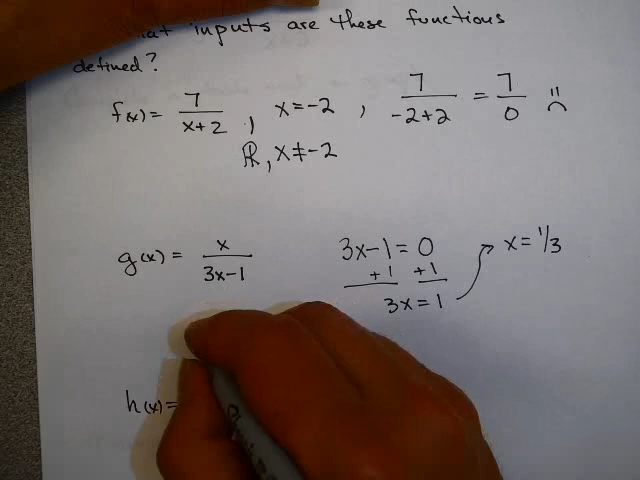 hat inputs are these functions
defined?
f(x) = 7/(x+2) , x=-2 , 7/(-2+2) = 7/0 :(
ℝ, x≠-2
g(x) = x/(3x-1) 3x-1=0 x=1/3
+1 +1
3x=1
h(x)=